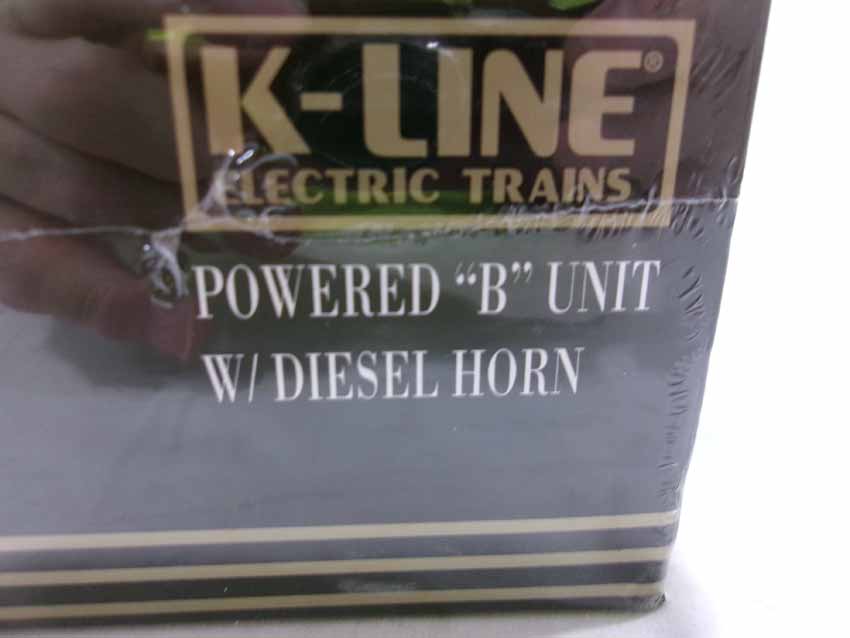 K-LINE®
ELECTRIC TRAINS
POWERED “B” UNIT
W/ DIESEL HORN